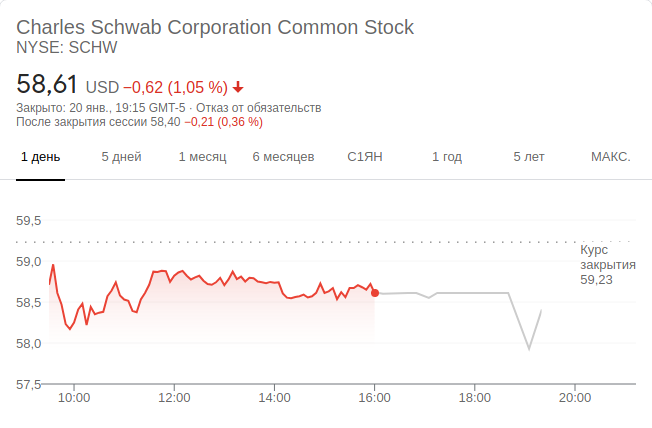 Charles Schwab Corporation Common Stock
NYSE: SCHW
58,61 USD −0,62 (1,05 %)
Закрыто: 20 янв., 19:15 GMT-5 · Отказ от обязательств
После закрытия сессии 58,40 −0,21 (0,36 %)
1 день 5 дней 1 месяц 6 месяцев С1ЯН 1 год 5 лет МАКС.
59,5
59,0
58,5
58,0
57,5
Курс
закрытия
59,23
10:00 12:00 14:00 16:00 18:00 20:00